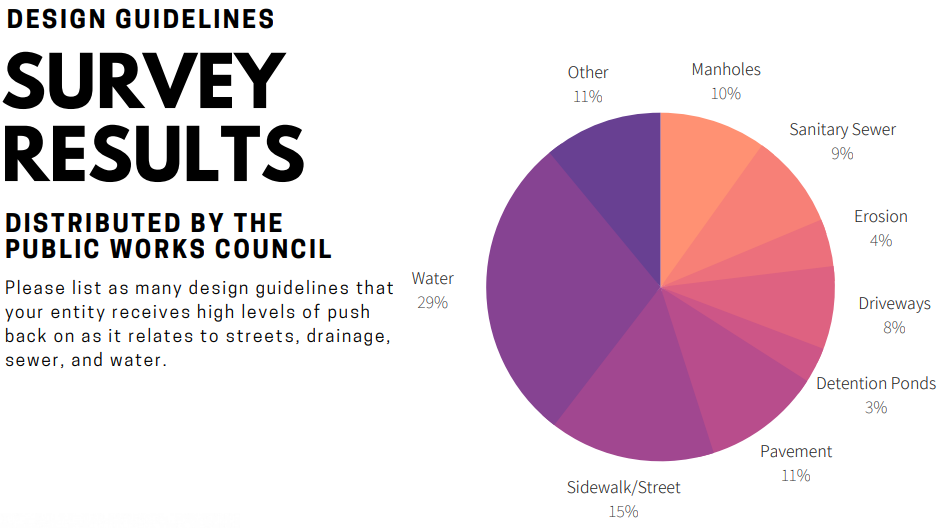 DESIGN GUIDELINES
SURVEY
RESULTS
DISTRIBUTED BY THE
PUBLIC WORKS COUNCIL
Please list as many design guidelines that
your entity receives high levels of push
back on as it relates to streets, drainage,
sewer, and water.
Other
11%
Manholes
10%
Sanitary Sewer
9%
Erosion
4%
Driveways
8%
Detention Ponds
3%
Pavement
11%
Sidewalk/Street
15%
Water
29%